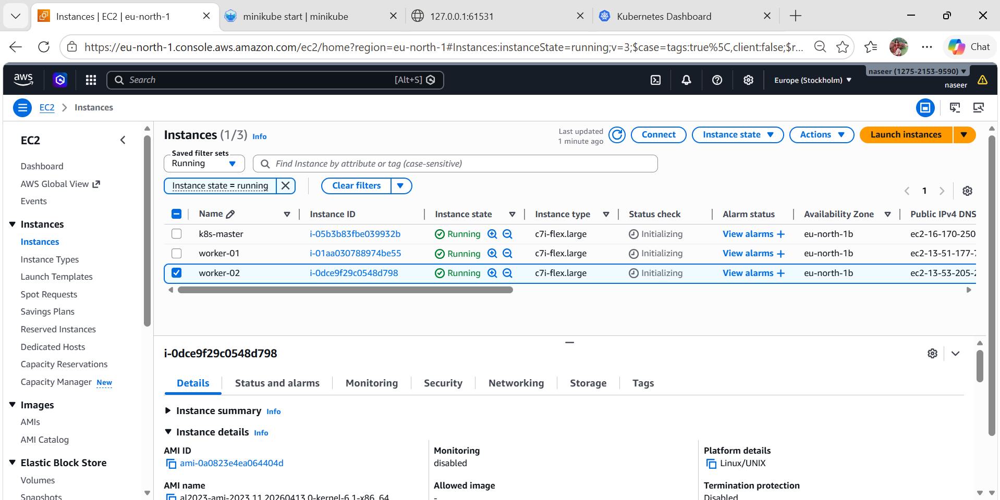 Instances | EC2 | eu-north-1
minikube start | minikube
127.0.0.1:61531
Kubernetes Dashboard
https://eu-north-1.console.aws.amazon.com/ec2/home?region=eu-north-1#Instances:instanceState=running;v=3;$case=tags:true%5C,client:false;$r...
Chat
aws
Search
[Alt+S]
Europe (Stockholm)
naseer (1275-2153-9590)
naseer
EC2
Instances
EC2
Dashboard
AWS Global View
Events
Instances
Instances
Instance Types
Launch Templates
Spot Requests
Savings Plans
Reserved Instances
Dedicated Hosts
Capacity Reservations
Capacity Manager New
Images
AMIs
AMI Catalog
Elastic Block Store
Volumes
Snapshots
Instances (1/3) Info
Last updated
1 minute ago
Connect
Instance state
Actions
Launch instances
Saved filter sets
Running
Find Instance by attribute or tag (case-sensitive)
Instance state = running
Clear filters
1
Name Instance ID Instance state Instance type Status check Alarm status Availability Zone Public IPv4 DNS
k8s-master i-05b3b83fbe039932b Running c7i-flex.large Initializing View alarms + eu-north-1b ec2-16-170-250
worker-01 i-01aa030788974be55 Running c7i-flex.large Initializing View alarms + eu-north-1b ec2-13-51-177-7
worker-02 i-0dce9f29c0548d798 Running c7i-flex.large Initializing View alarms + eu-north-1b ec2-13-53-205-2
i-0dce9f29c0548d798
Details
Status and alarms
Monitoring
Security
Networking
Storage
Tags
Instance summary Info
Instance details Info
AMI ID
ami-0a0823e4ea064404d
Monitoring
disabled
Platform details
Linux/UNIX
AMI name
al2023-ami-2023.11.20260413.0-kernel-6.1-x86_64
Allowed image
-
Termination protection
Disabled